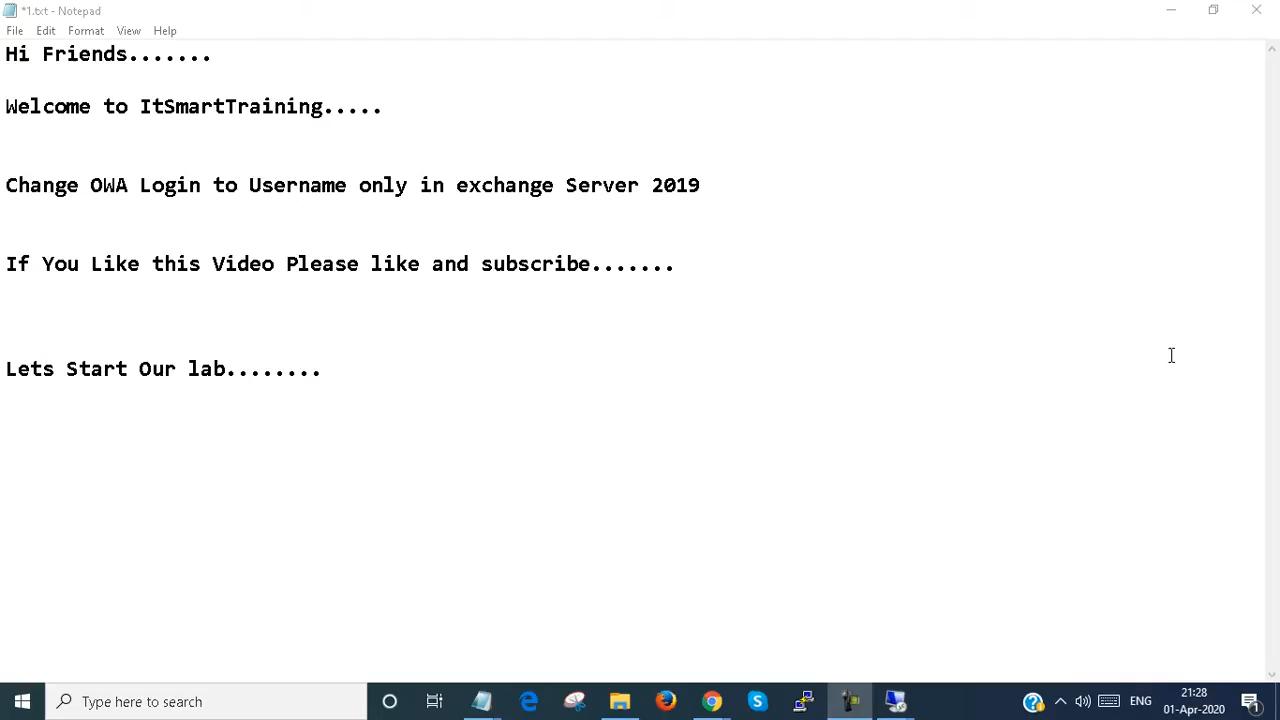 *1.txt - Notepad
File Edit Format View Help
Hi Friends.......
Welcome to ItSmartTraining.....
Change OWA Login to Username only in exchange Server 2019
If You Like this Video Please like and subscribe.......
Lets Start Our lab........
Type here to search
ENG
21:28
01-Apr-2020
1